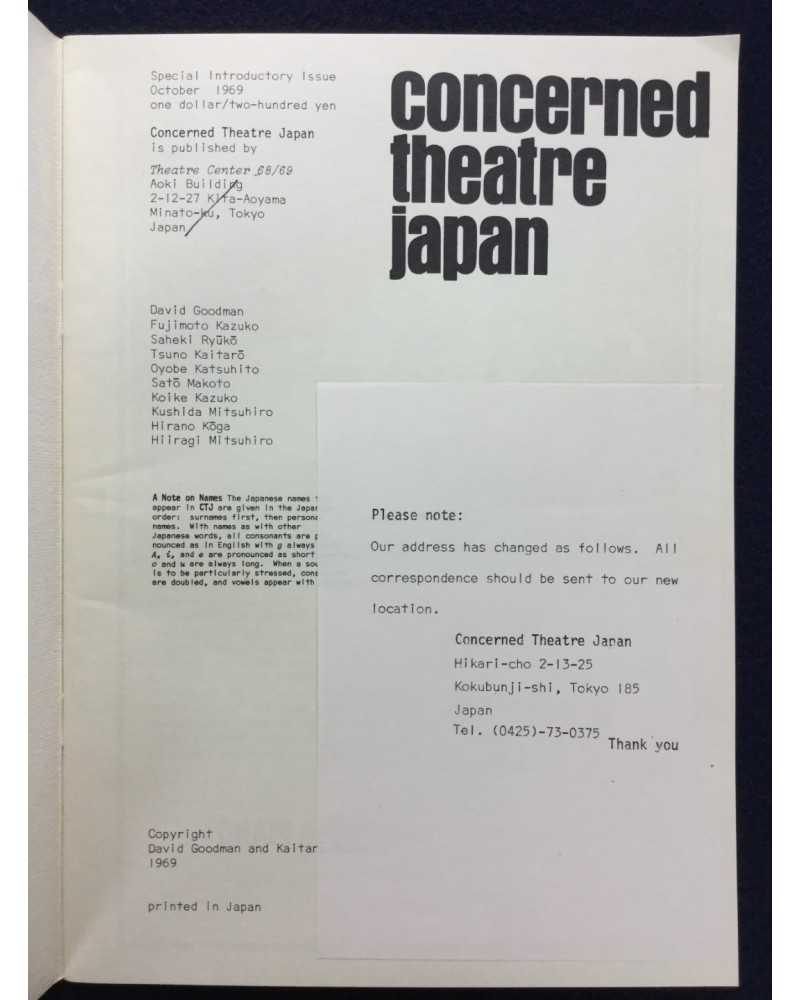 Special Introductory Issue
October 1969
one dollar/two-hundred yen
Concerned Theatre Japan
is published by
Theatre Center 68/69
Aoki Building
2-12-27 Kita-Aoyama
Minato-ku, Tokyo
Japan
concerned
theatre
japan
David Goodman
Fujimoto Kazuko
Saheki Ryūkō
Tsuno Kaitarō
Oyobe Katsuhito
Satō Makoto
Koike Kazuko
Kushida Mitsuhiro
Hirano Kōga
Hiiragi Mitsuhiro
A Note on Names The Japanese names
appear in CTJ are given in the
order: surnames first, then
names. With names as with other
Japanese words, all consonants are
nounced as in English with g always
A, i, and e are pronounced as short
o and u are always long. When a
is to be particularly stressed,
are doubled, and vowels appear with
Please note:
Our address has changed as follows. All
correspondence should be sent to our new
location.
Concerned Theatre Japan
Hikari-cho 2-13-25
Kokubunji-shi, Tokyo 185
Japan
Tel. (0425)-73-0375
Thank you
Copyright
David Goodman and Kaitar
1969
printed in Japan